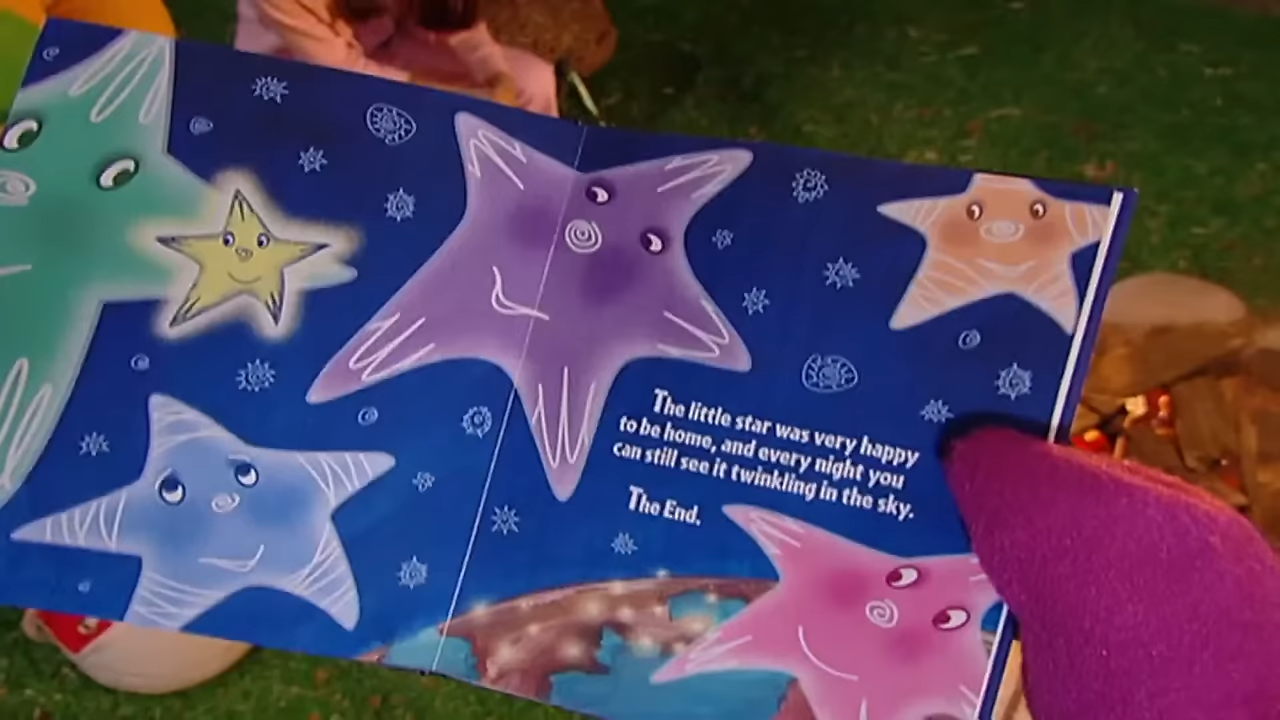 The little star was very happy
to be home, and every night you
can still see it twinkling in the sky.
The End.